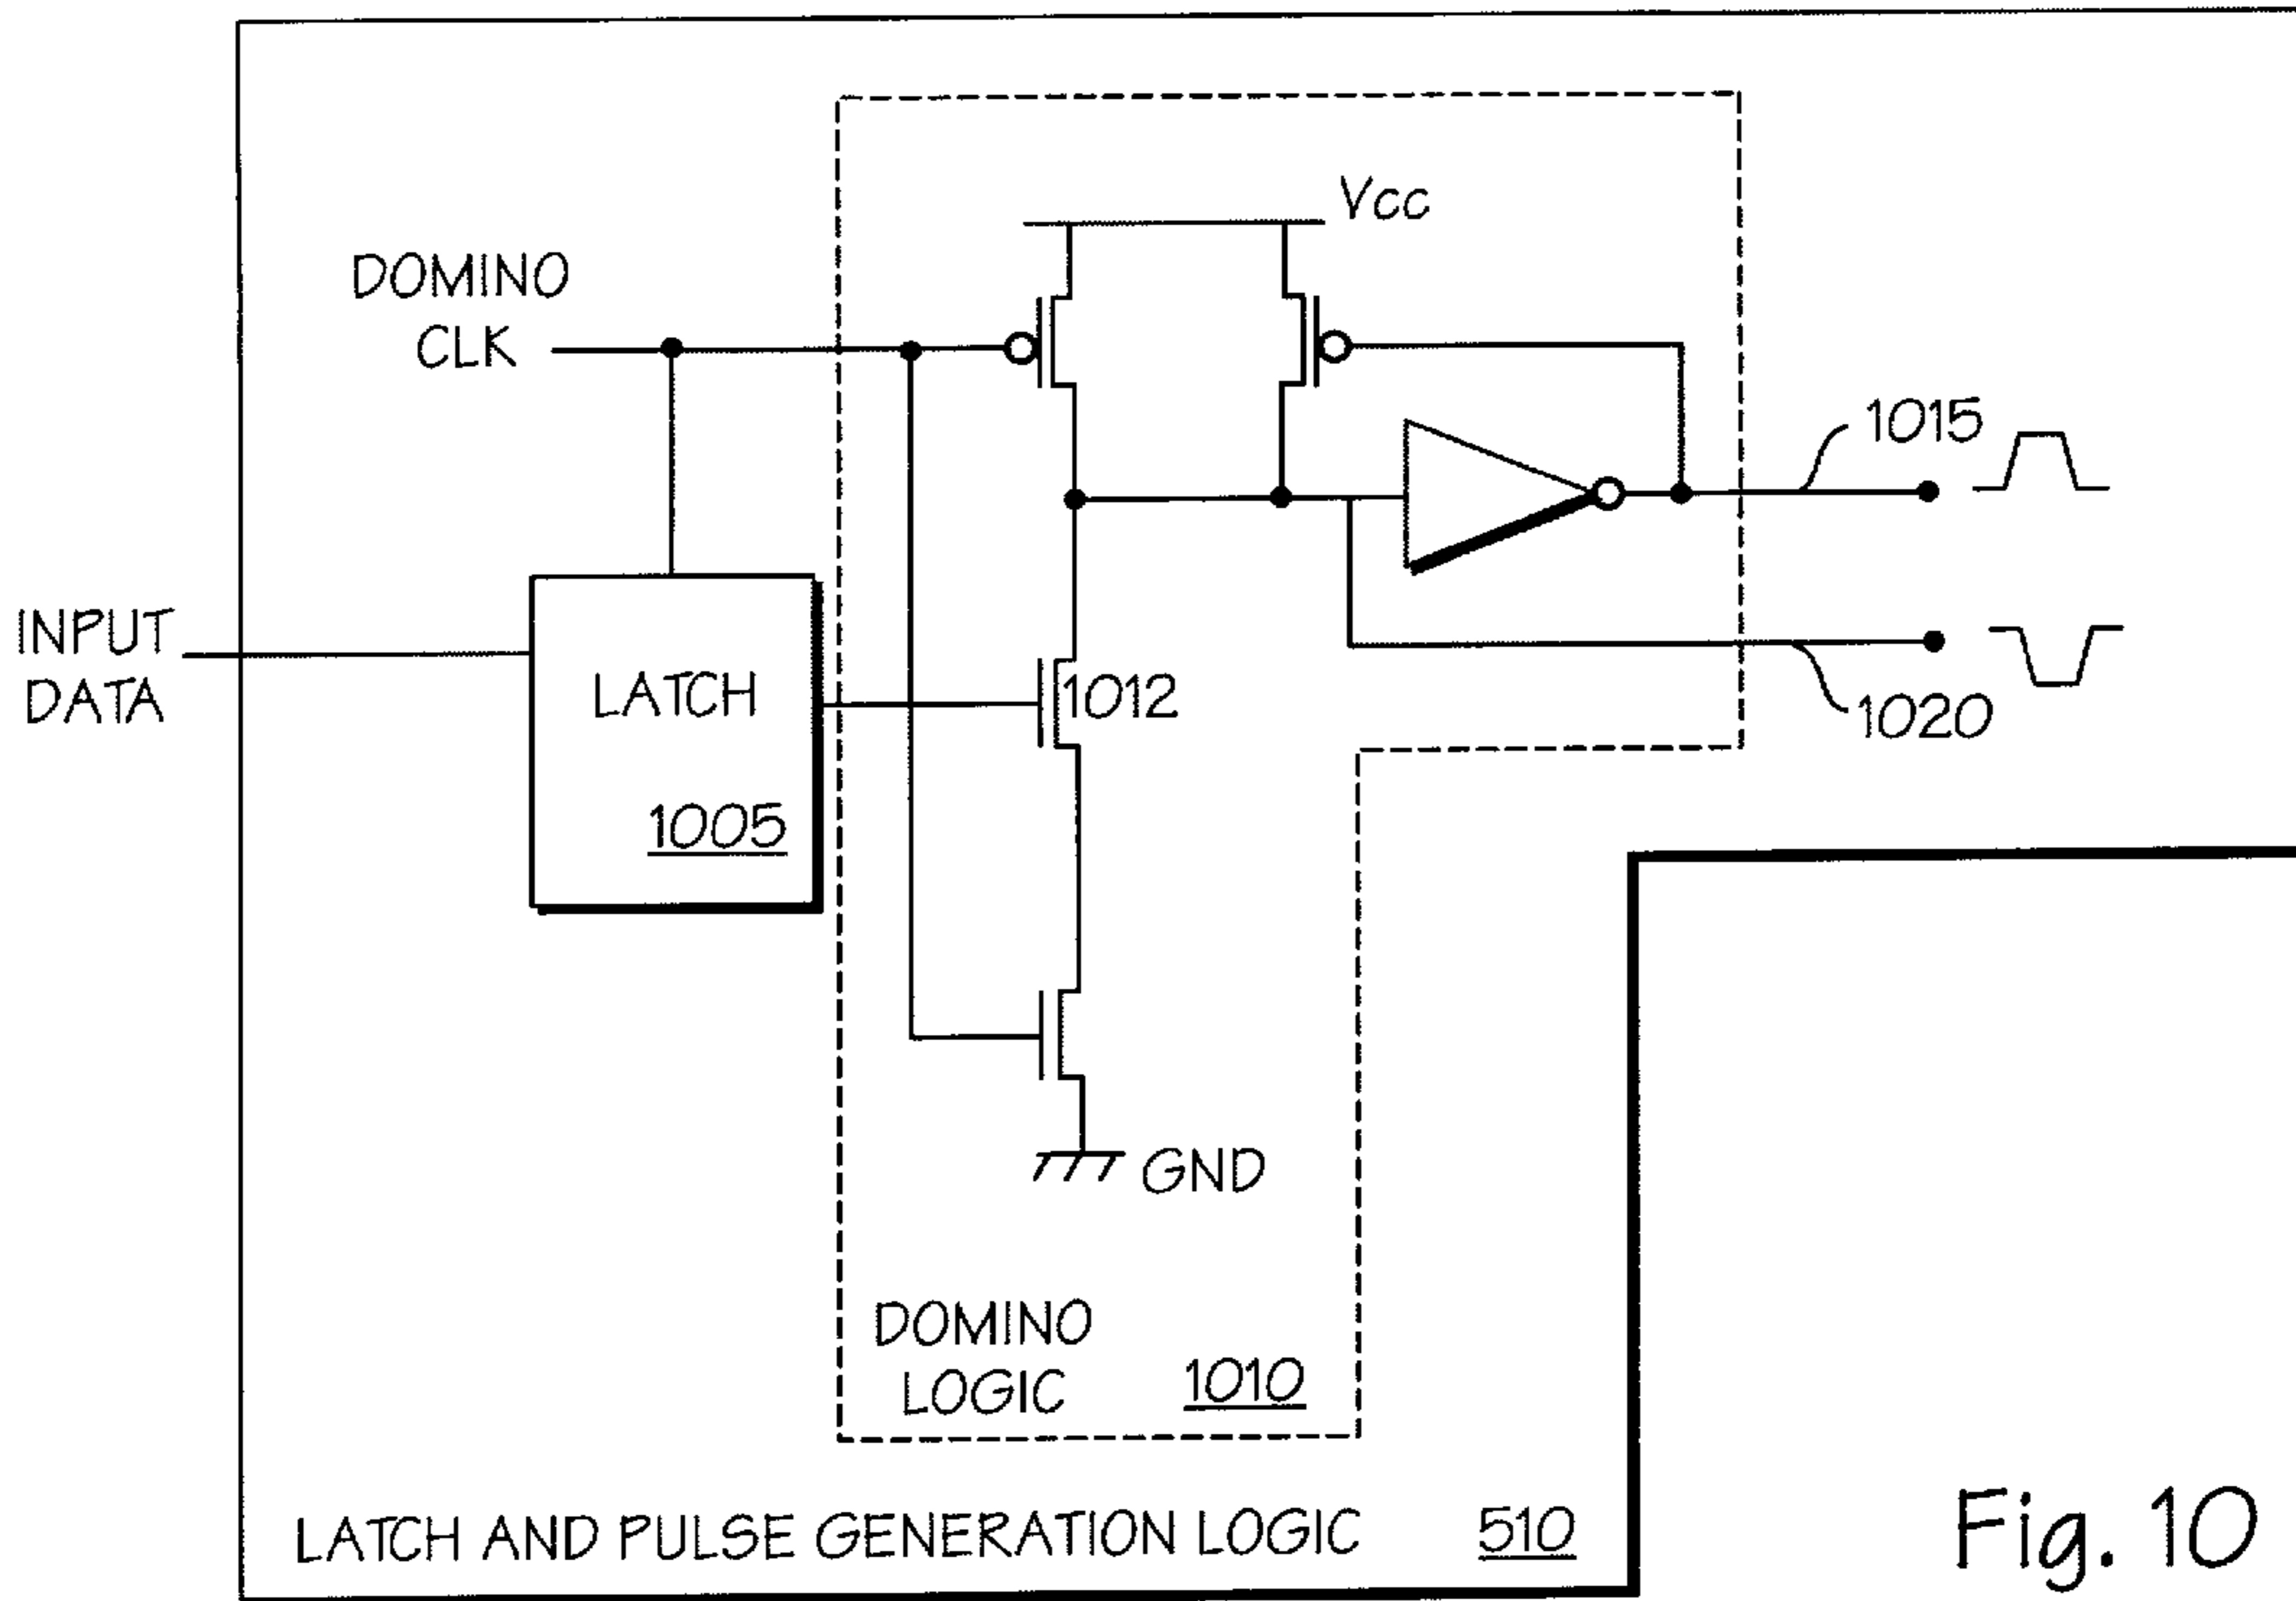 Vcc
DOMINO
CLK
1015
INPUT
DATA
LATCH
1012
1020
1005
GND
DOMINO
LOGIC
1010
LATCH AND PULSE GENERATION LOGIC 510
Fig. 10